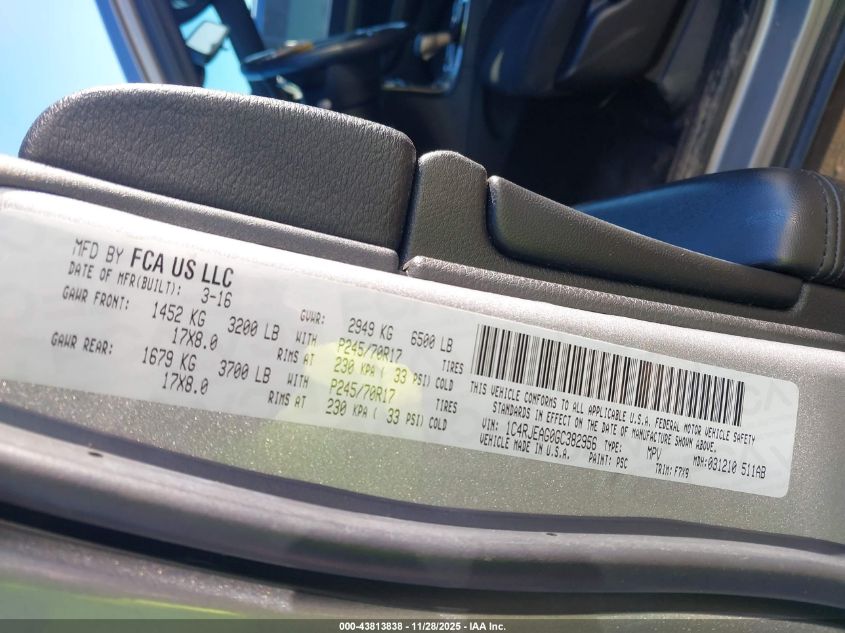 MFD BY FCA US LLC
DATE OF MFR(BUILT): 3-16
GAWR FRONT: 1452 KG 3200 LB WITH P245/70R17 TIRES
17X8.0 RIMS AT 230 KPA ( 33 PSI) COLD
GAWR REAR: 1679 KG 3700 LB WITH P245/70R17 TIRES
17X8.0 RIMS AT 230 KPA ( 33 PSI) COLD
GVWR: 2949 KG 6500 LB
THIS VEHICLE CONFORMS TO ALL APPLICABLE U.S.A. FEDERAL MOTOR VEHICLE SAFETY
STANDARDS IN EFFECT ON THE DATE OF MANUFACTURE SHOWN ABOVE.
VIN: 1C4RJEAG0GC382956 TYPE: MPV MDH:031210 511AB
VEHICLE MADE IN U.S.A. PAINT: PSC TRIM: F7X9
000-43813838 - 11/28/2025 - IAA Inc.